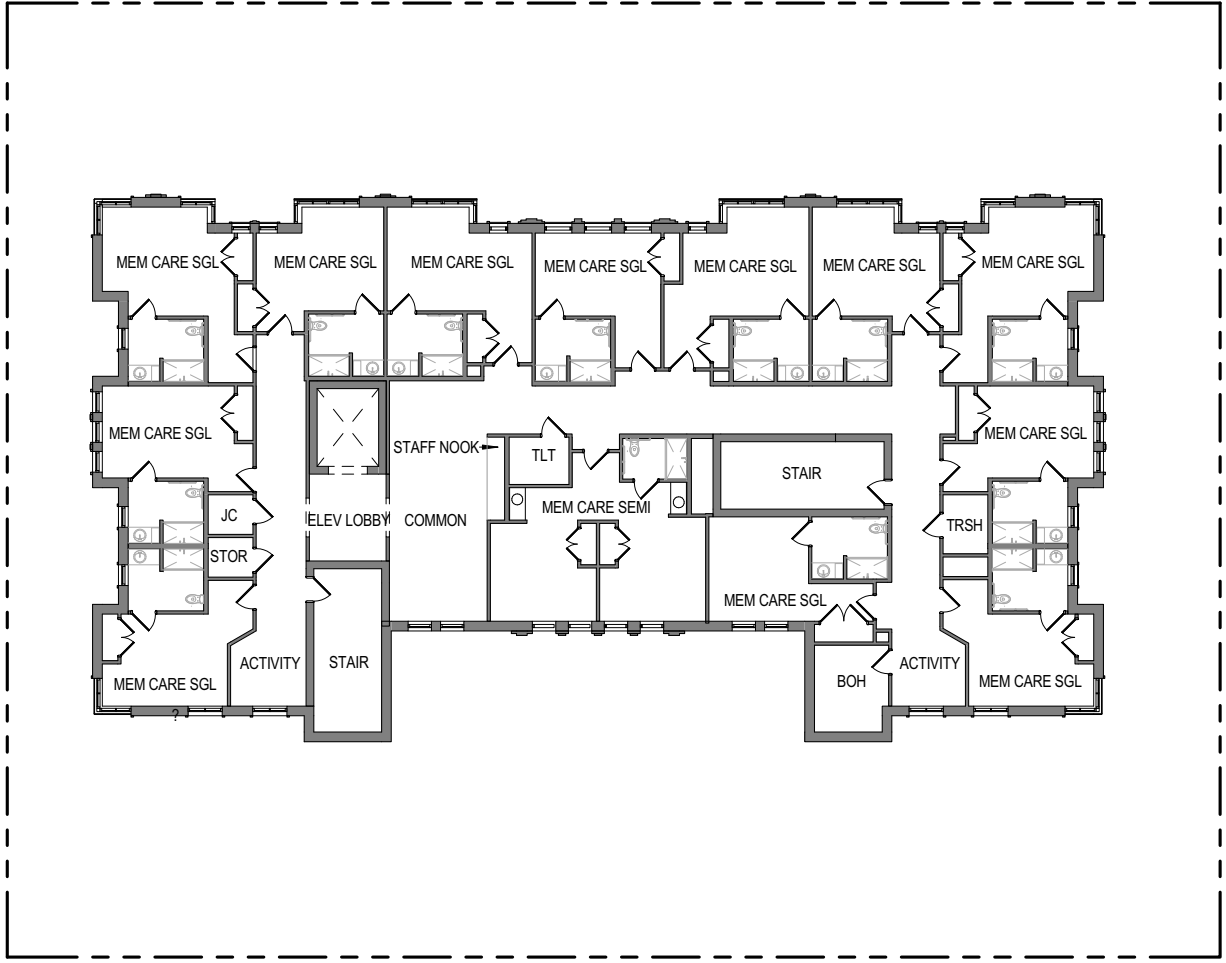 MEM CARE SGL
MEM CARE SGL
MEM CARE SGL
MEM CARE SGL
MEM CARE SGL
MEM CARE SGL
MEM CARE SGL
MEM CARE SGL
MEM CARE SGL
STAFF NOOK
TLT
STAIR
MEM CARE SEMI
JC
ELEV LOBBY
COMMON
TRSH
STOR
MEM CARE SGL
ACTIVITY
STAIR
ACTIVITY
BOH
MEM CARE SGL
MEM CARE SGL
?